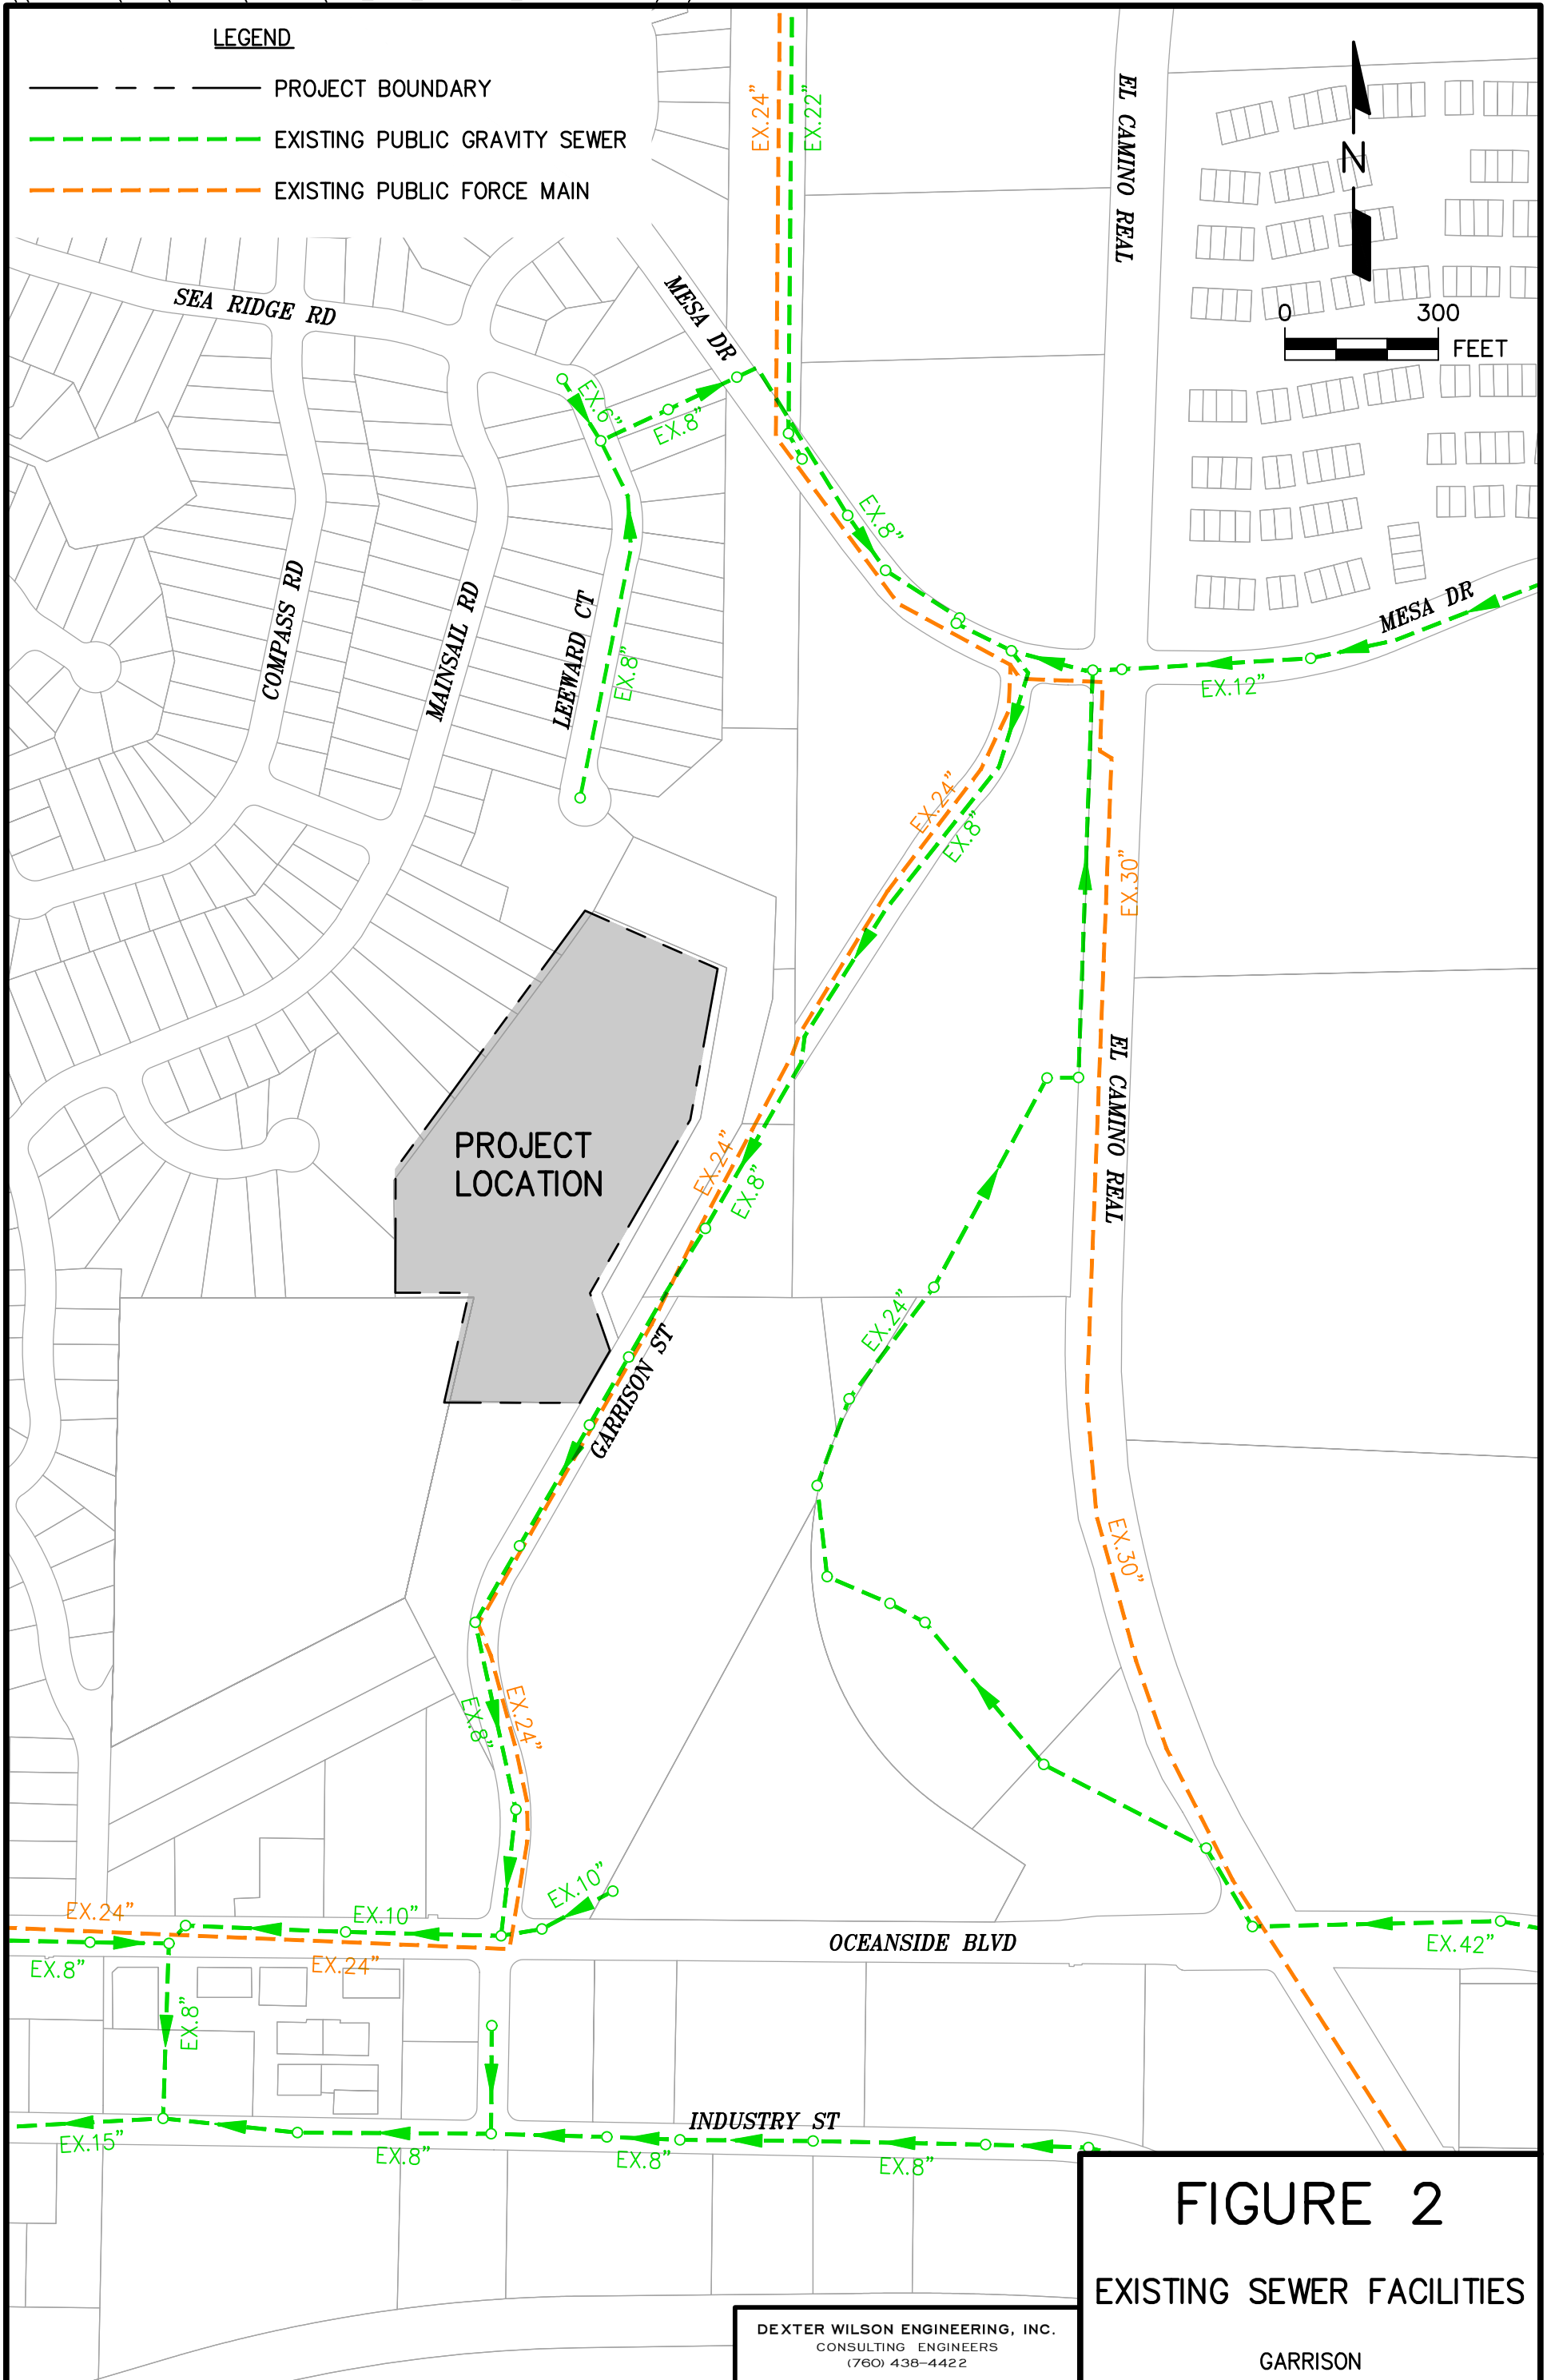 LEGEND
PROJECT BOUNDARY
EXISTING PUBLIC GRAVITY SEWER
EXISTING PUBLIC FORCE MAIN
EX.24"
EX.22"
EL CAMINO REAL
N
0 300
FEET
SEA RIDGE RD
MESA DR
EX.6"
EX.8"
EX.8"
COMPASS RD
MAINSAIL RD
LEEWARD CT
EX.8"
MESA DR
EX.12"
EX.24"
EX.8"
EX.30"
EL CAMINO REAL
PROJECT
LOCATION
EX.24"
EX.8"
EX.24"
GARRISON ST
EX.30"
EX.8"
EX.24"
EX.10"
EX.24"
EX.10"
EX.8"
EX.24"
OCEANSIDE BLVD
EX.42"
EX.8"
INDUSTRY ST
EX.15"
EX.8"
EX.8"
EX.8"
FIGURE 2
EXISTING SEWER FACILITIES
GARRISON
DEXTER WILSON ENGINEERING, INC.
CONSULTING ENGINEERS
(760) 438-4422